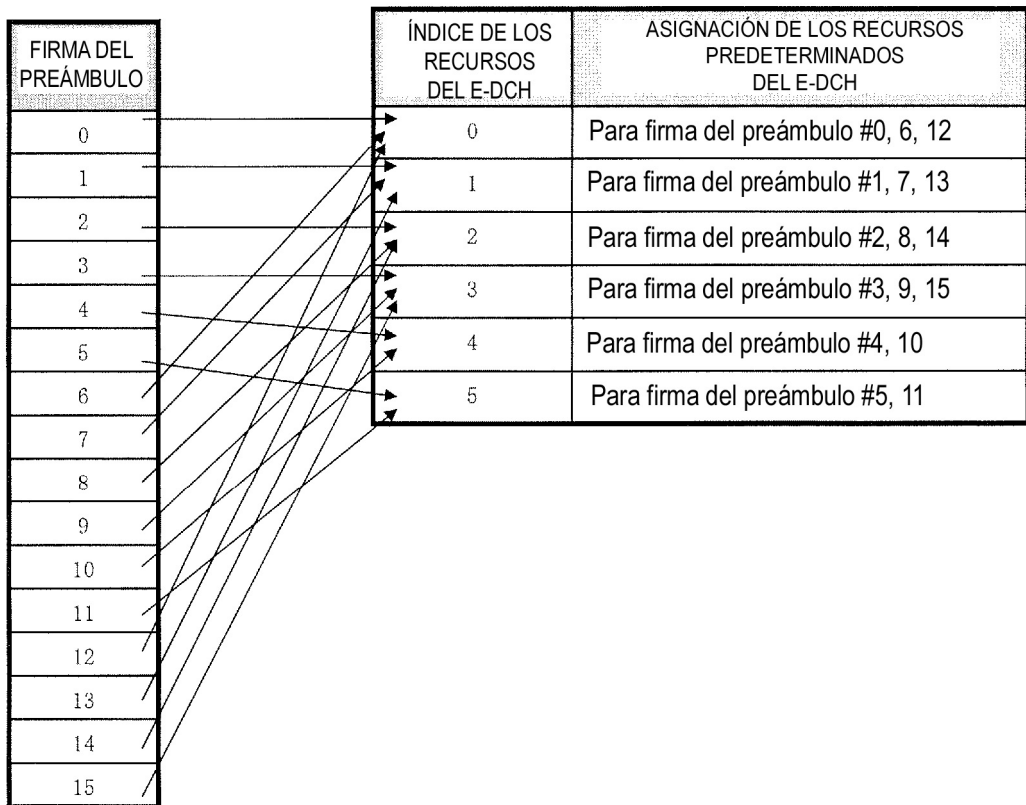 FIRMA DEL
PREÁMBULO
0
1
2
3
4
5
6
7
8
9
10
11
12
13
14
15
ÍNDICE DE LOS
RECURSOS
DEL E-DCH
ASIGNACIÓN DE LOS RECURSOS
PREDETERMINADOS
DEL E-DCH
0
Para firma del preámbulo #0, 6, 12
1
Para firma del preámbulo #1, 7, 13
2
Para firma del preámbulo #2, 8, 14
3
Para firma del preámbulo #3, 9, 15
4
Para firma del preámbulo #4, 10
5
Para firma del preámbulo #5, 11